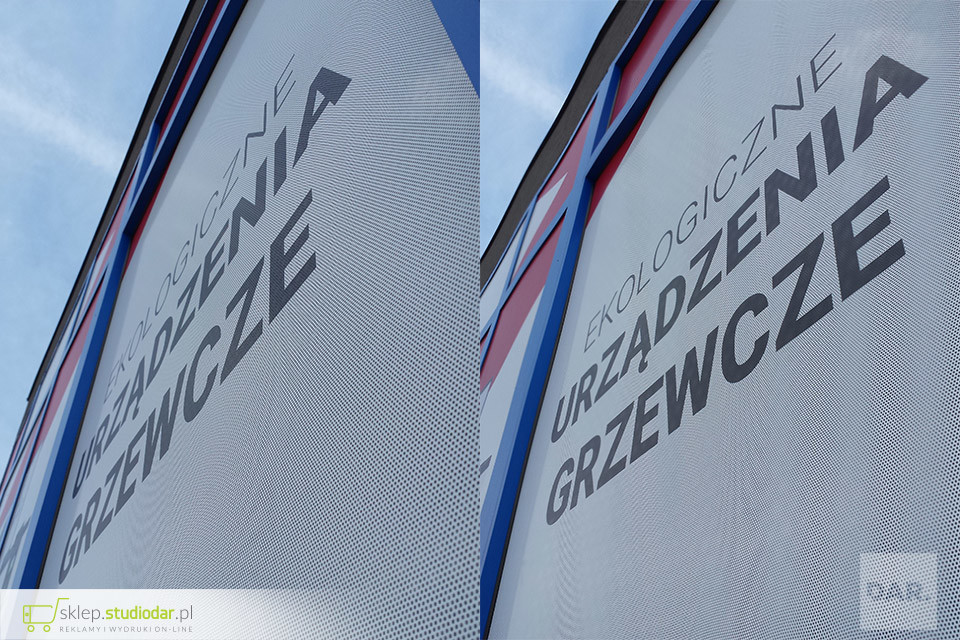 EKOLOGICZNE
URZĄDZENIA
GRZEWCZE
EKOLOGICZNE
URZĄDZENIA
GRZEWCZE
sklep.studiodar.pl
REKLAMY I WYDRUKI ON-LINE
DAR